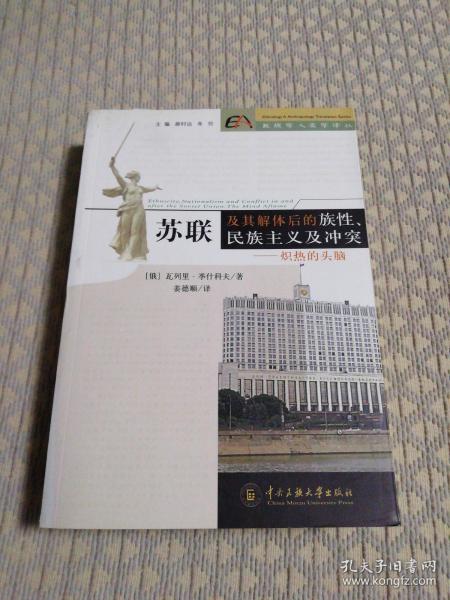 主 编 郝时远 朱 伦
EA
Ethnology & Anthropology Translation Series
民族学人类学译丛
Ethnicity, Nationalism and Conflict in and
after the Soviet Union: The Mind Aflame
苏联 及其解体后的族性、
民族主义及冲突
——炽热的头脑
［俄］瓦列里·季什科夫／著
姜德顺／译
中央民族大学出版社
China Minzu University Press
孔夫子旧书网
www.kongfz.com